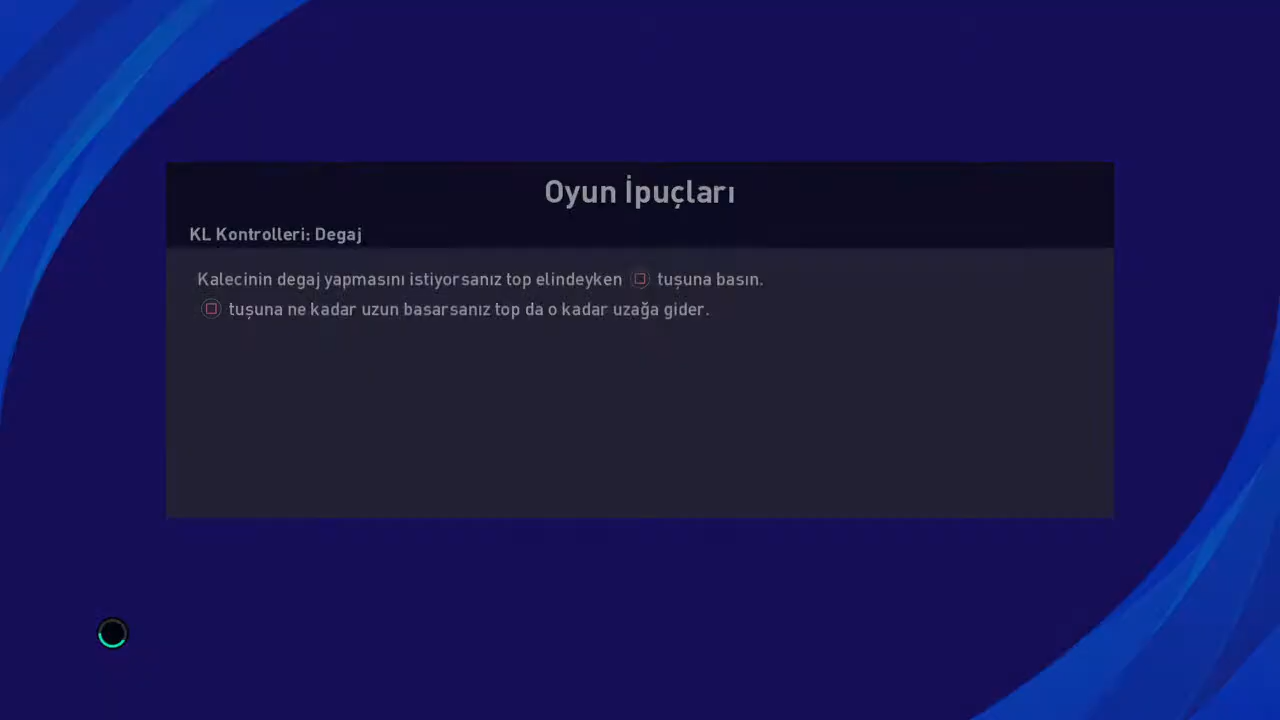 Oyun İpuçları
KL Kontrolleri: Degaj
Kalecinin degaj yapmasını istiyorsanız top elindeyken □ tuşuna basın.
□ tuşuna ne kadar uzun basarsanız top da o kadar uzağa gider.